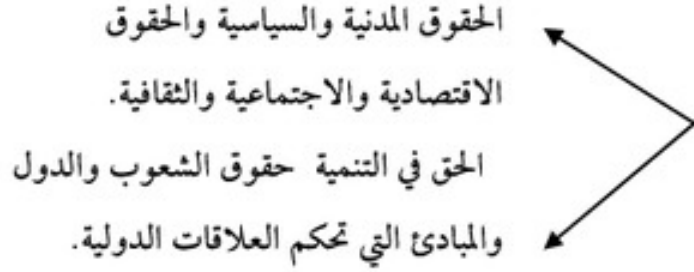 الحقوق المدنية والسياسية والحقوق
الاقتصادية والاجتماعية والثقافية.
الحق في التنمية حقوق الشعوب والدول
والمبادئ التي تحكم العلاقات الدولية.